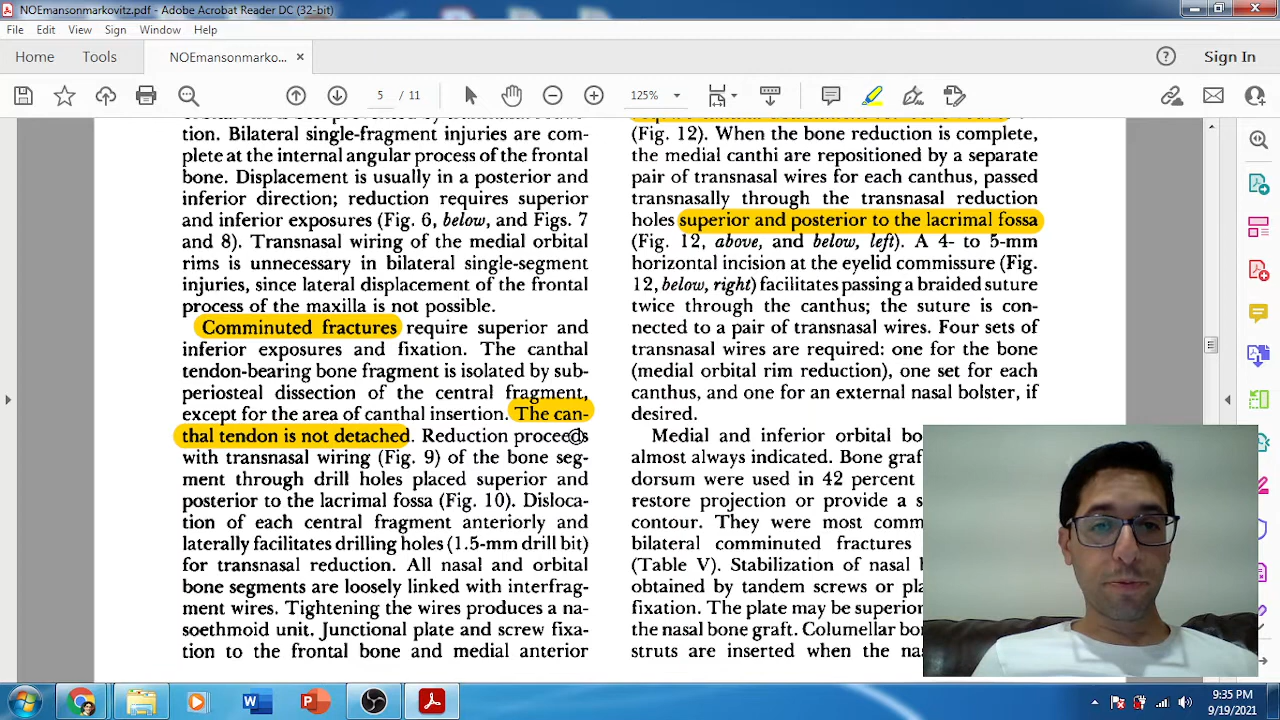 NOEmansonmarkovitz.pdf - Adobe Acrobat Reader DC (32-bit)
File Edit View Sign Window Help
Home Tools NOEmansonmarko... × Sign In
5 / 11 125%
tion. Bilateral single-fragment injuries are com-
plete at the internal angular process of the frontal
bone. Displacement is usually in a posterior and
inferior direction; reduction requires superior
and inferior exposures (Fig. 6, below, and Figs. 7
and 8). Transnasal wiring of the medial orbital
rims is unnecessary in bilateral single-segment
injuries, since lateral displacement of the frontal
process of the maxilla is not possible.
Comminuted fractures require superior and
inferior exposures and fixation. The canthal
tendon-bearing bone fragment is isolated by sub-
periosteal dissection of the central fragment,
except for the area of canthal insertion. The can-
thal tendon is not detached. Reduction proceeds
with transnasal wiring (Fig. 9) of the bone seg-
ment through drill holes placed superior and
posterior to the lacrimal fossa (Fig. 10). Disloca-
tion of each central fragment anteriorly and
laterally facilitates drilling holes (1.5-mm drill bit)
for transnasal reduction. All nasal and orbital
bone segments are loosely linked with interfrag-
ment wires. Tightening the wires produces a na-
soethmoid unit. Junctional plate and screw fixa-
tion to the frontal bone and medial anterior
(Fig. 12). When the bone reduction is complete,
the medial canthi are repositioned by a separate
pair of transnasal wires for each canthus, passed
transnasally through the transnasal reduction
holes superior and posterior to the lacrimal fossa
(Fig. 12, above, and below, left). A 4- to 5-mm
horizontal incision at the eyelid commissure (Fig.
12, below, right) facilitates passing a braided suture
twice through the canthus; the suture is con-
nected to a pair of transnasal wires. Four sets of
transnasal wires are required: one for the bone
(medial orbital rim reduction), one set for each
canthus, and one for an external nasal bolster, if
desired.
Medial and inferior orbital bo
almost always indicated. Bone graf
dorsum were used in 42 percent
restore projection or provide a s
contour. They were most comm
bilateral comminuted fractures
(Table V). Stabilization of nasal b
obtained by tandem screws or pla
fixation. The plate may be superior
the nasal bone graft. Columellar bon
struts are inserted when the nas
9:35 PM
9/19/2021